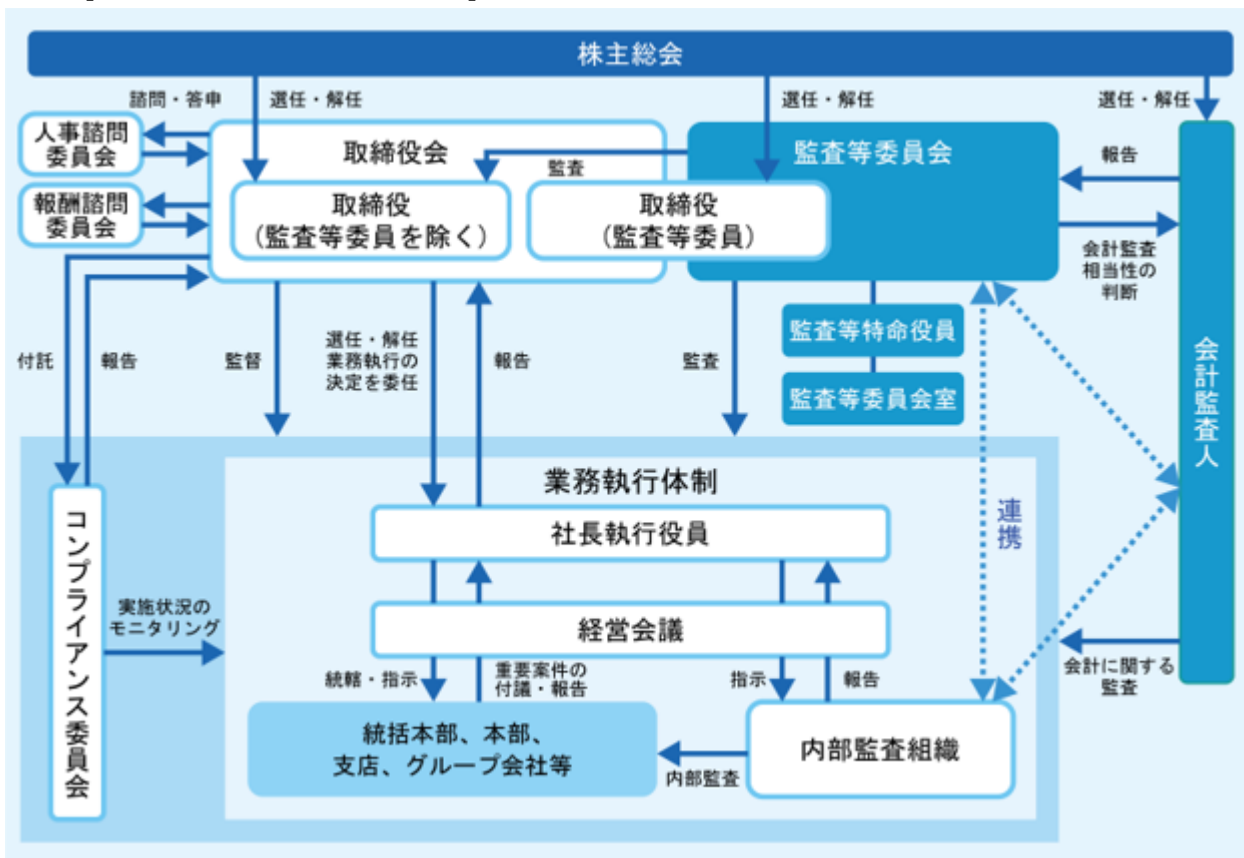 株主総会
諮問・答申
選任・解任
選任・解任
選任・解任
人事諮問
委員会
報酬諮問
委員会
取締役会
監査
監査等委員会
報告
取締役
(監査等委員を除く)
取締役
(監査等委員)
会計監査
相当性の
判断
付託
報告
監督
選任・解任
業務執行の
決定を委任
報告
監査
監査等特命役員
監査等委員会室
会計監査人
業務執行体制
社長執行役員
連携
コンプライアンス委員会
実施状況の
モニタリング
経営会議
統轄・指示
重要案件の
付議・報告
指示
報告
会計に関する
監査
統括本部、本部、
支店、グループ会社等
内部監査
内部監査組織